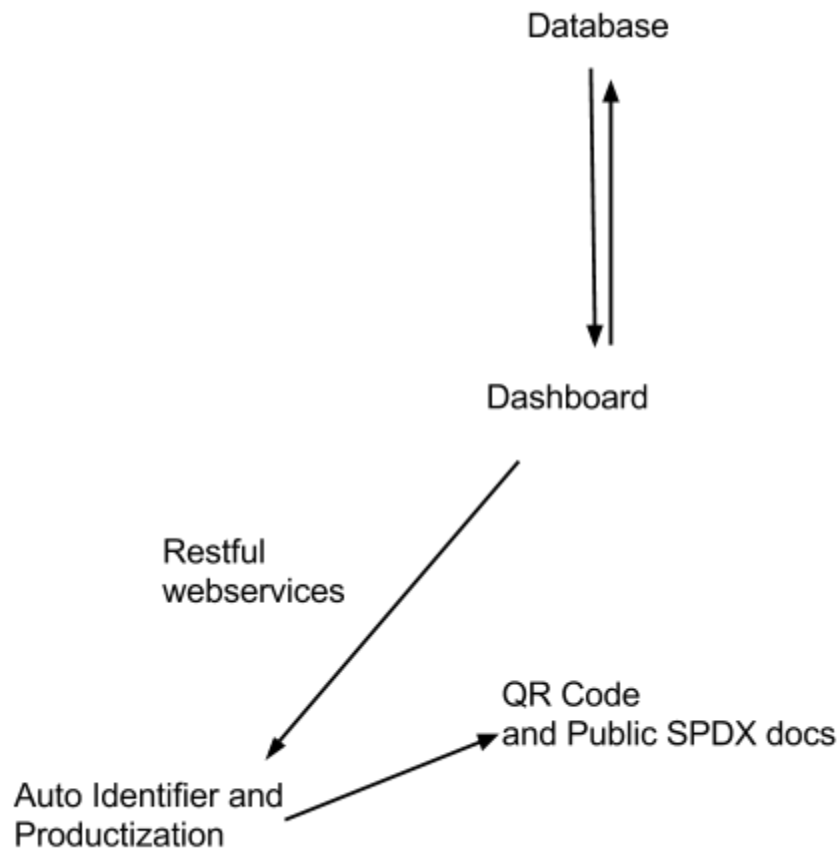 Database
Dashboard
Restful
webservices
QR Code
and Public SPDX docs
Auto Identifier and
Productization